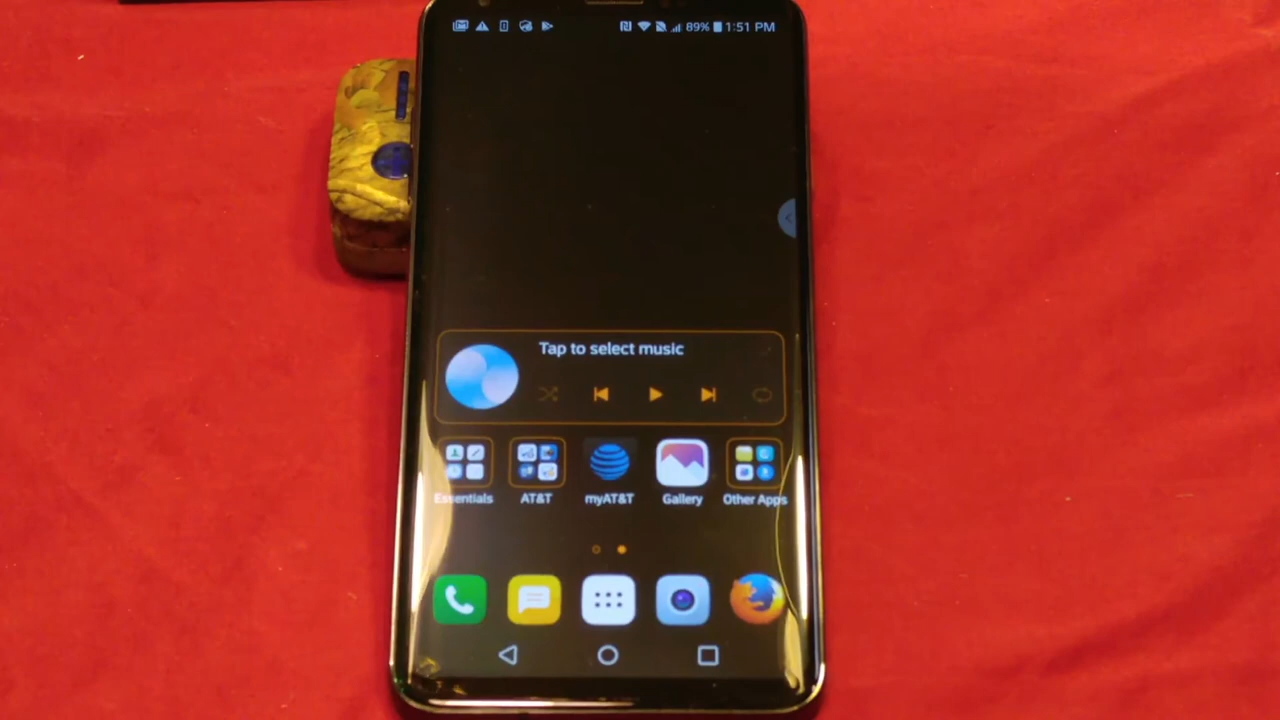 89% 1:51 PM
Tap to select music
Essentials AT&T myAT&T Gallery Other Apps